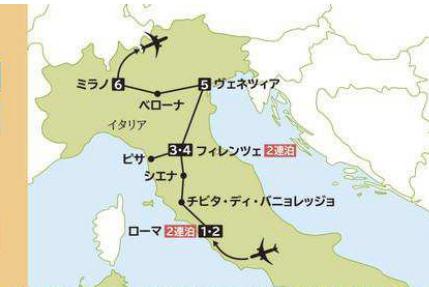 ミラノ 6
5 ヴェネツィア
ベローナ
イタリア
3・4 フィレンツェ 2連泊
ピサ
シエナ
チビタ・ディ・バニョレッジョ
ローマ 2連泊 1・2